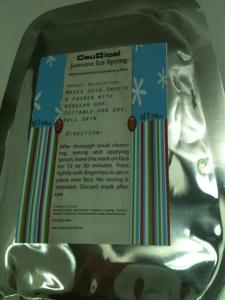 Cau✚ical
Jasmine Ice Spring
Product Description:
Makes skin Smooth
& fairer with
regular use.
Suitable for Dry,
Dull skin
Direction:
After thorough usual cleans-
ing, toning and applying
serum, leave the mask on face
for 15 to 30 minutes. Press
lightly with fingertips to set in
place over face. No rinsing is
required. Discard mask after
use